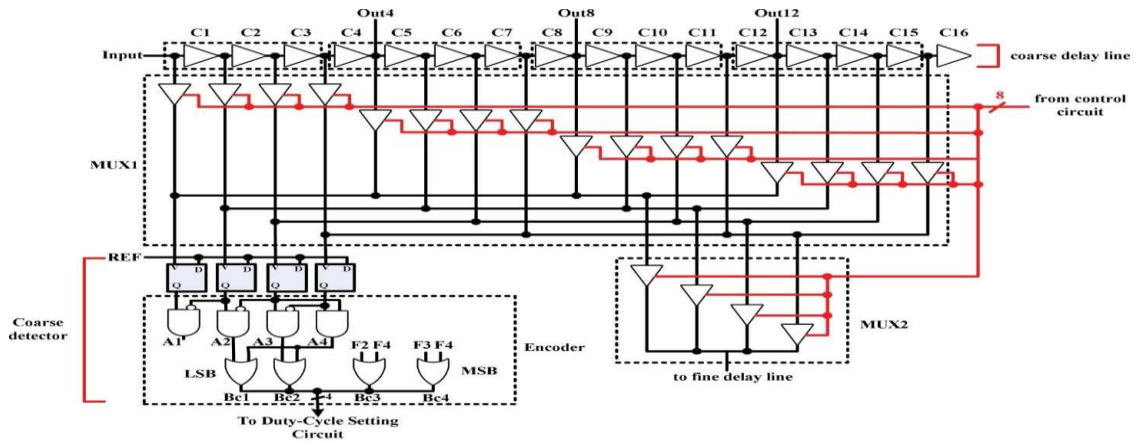 Out4 Out8 Out12
C1 C2 C3 C4 C5 C6 C7 C8 C9 C10 C11 C12 C13 C14 C15 C16
Input
coarse delay line
8
from control
circuit
MUX1
REF
D D D D
Q Q Q Q
Coarse
detector
A1 A2 A3 A4
F2 F4 F3 F4
Encoder
LSB
MSB
Bc1 Bc2 4 Bc3 Bc4
To Duty-Cycle Setting
Circuit
MUX2
to fine delay line